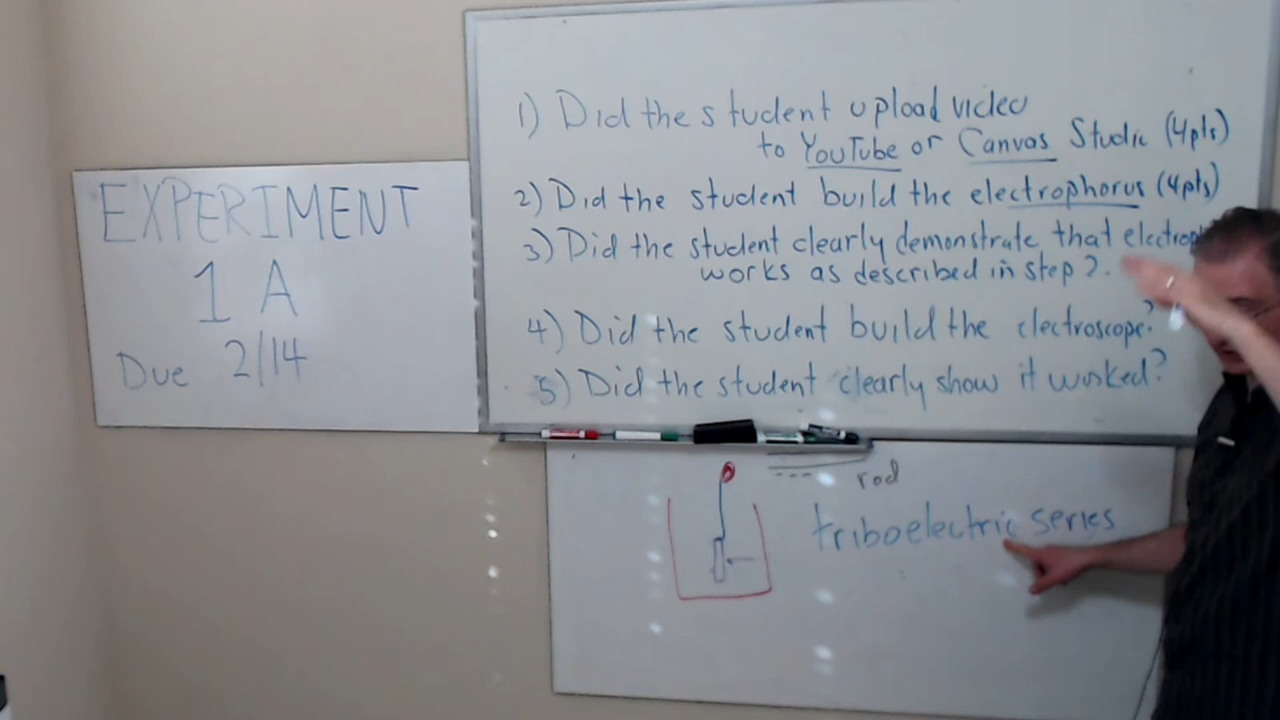 EXPERIMENT
1 A
Due 2/14
1) Did the student upload video
to YouTube or Canvas Studio (4pts)
2) Did the student build the electrophorus (4pts)
3) Did the student clearly demonstrate that
works as described in step 2.
4) Did the student build the electroscope?
5) Did the student clearly show it worked?
rod
triboelectric series